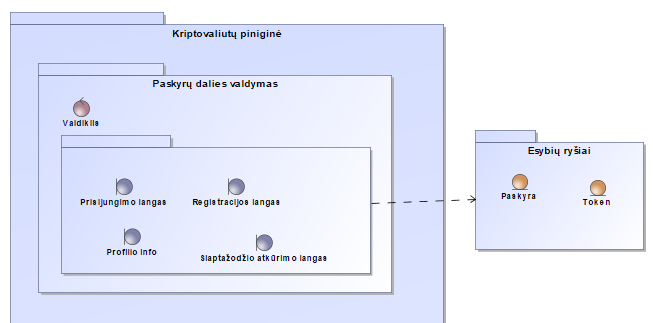 Kriptovaliutų piniginė
Paskyrų dalies valdymas
Valdiklis
Prisijungimo langas
Registracijos langas
Profilio info
Slaptažodžio atkūrimo langas
Esybių ryšiai
Paskyra
Token